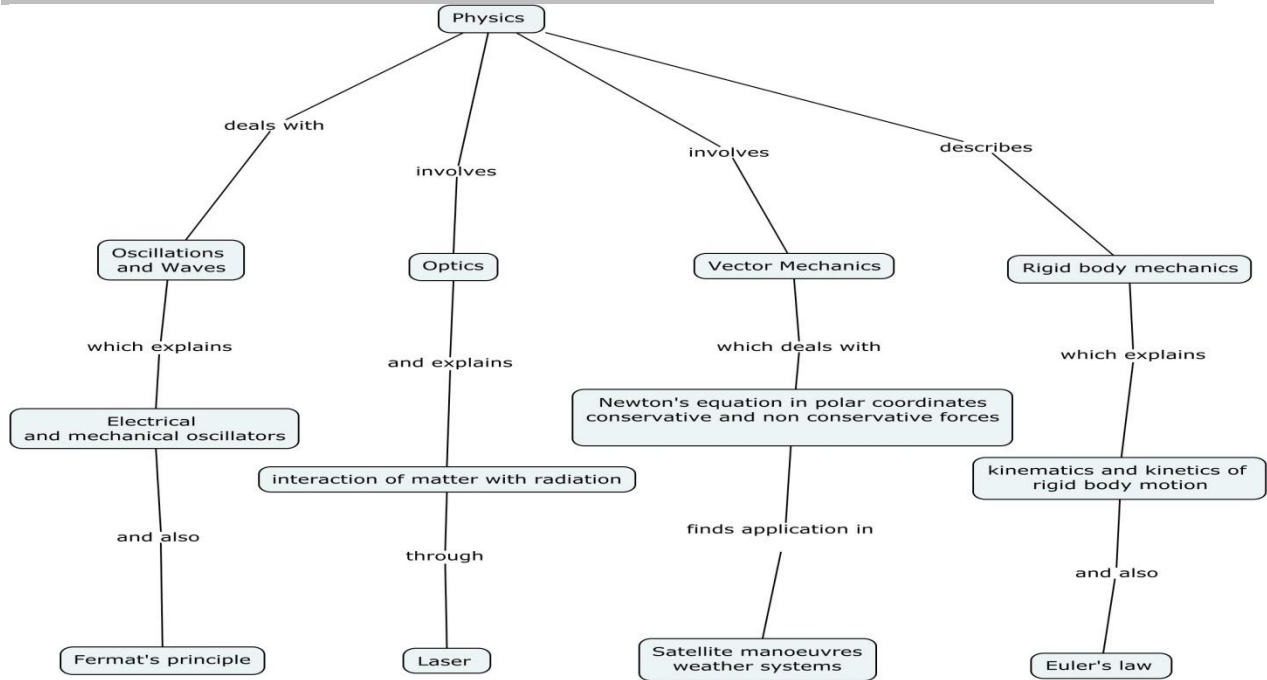 Physics
deals with
involves
involves
describes
Oscillations
and Waves
Optics
Vector Mechanics
Rigid body mechanics
which explains
and explains
which deals with
which explains
Electrical
and mechanical oscillators
interaction of matter with radiation
Newton's equation in polar coordinates
conservative and non conservative forces
kinematics and kinetics of
rigid body motion
and also
through
finds application in
and also
Fermat's principle
Laser
Satellite manoeuvres
weather systems
Euler's law